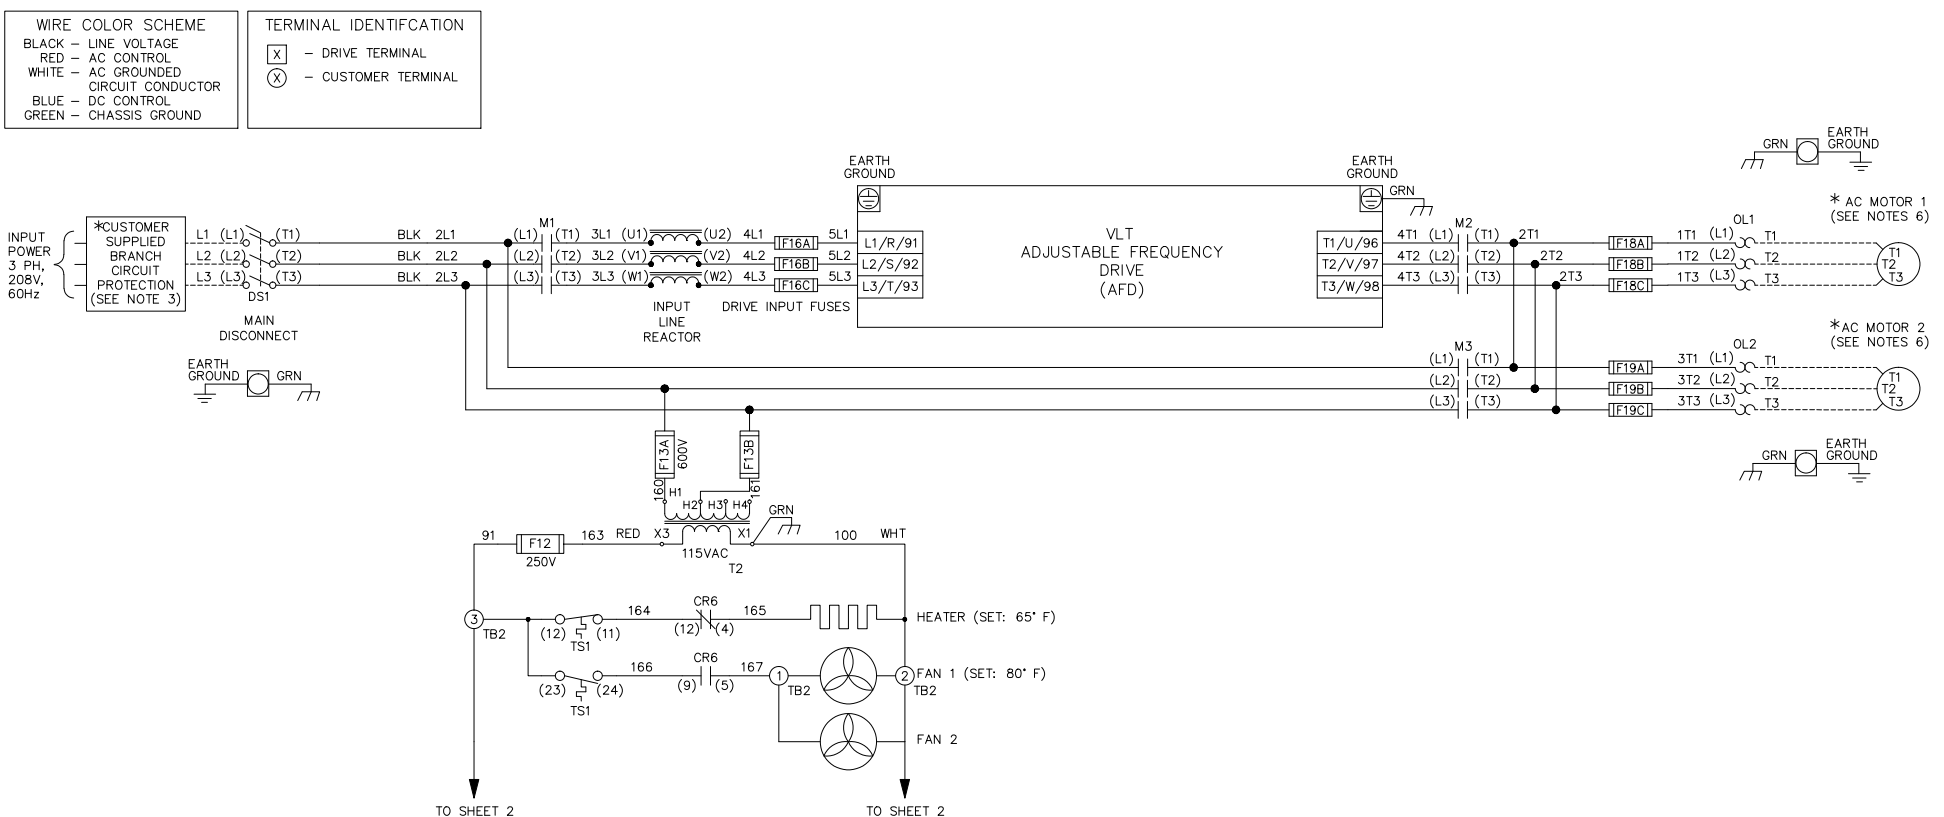 WIRE COLOR SCHEME
BLACK – LINE VOLTAGE
RED – AC CONTROL
WHITE – AC GROUNDED
CIRCUIT CONDUCTOR
BLUE – DC CONTROL
GREEN – CHASSIS GROUND
TERMINAL IDENTIFCATION
X – DRIVE TERMINAL
X – CUSTOMER TERMINAL
INPUT
POWER
3 PH,
208V,
60Hz
*CUSTOMER
SUPPLIED
BRANCH
CIRCUIT
PROTECTION
(SEE NOTE 3)
L1 (L1) (T1) BLK 2L1 (L1) M1 (T1) 3L1 (U1) (U2) 4L1 F16A 5L1
L2 (L2) (T2) BLK 2L2 (L2) (T2) 3L2 (V1) (V2) 4L2 F16B 5L2
L3 (L3) (T3) BLK 2L3 (L3) (T3) 3L3 (W1) (W2) 4L3 F16C 5L3
DS1
MAIN
DISCONNECT
INPUT
LINE
REACTOR
DRIVE INPUT FUSES
EARTH
GROUND
GRN
EARTH
GROUND
L1/R/91
L2/S/92
L3/T/93
VLT
ADJUSTABLE FREQUENCY
DRIVE
(AFD)
EARTH
GROUND
GRN
T1/U/96
T2/V/97
T3/W/98
M2
4T1 (L1) (T1) 2T1 F18A 1T1 (L1) OL1 T1
4T2 (L2) (T2) 2T2 F18B 1T2 (L2) T2
4T3 (L3) (T3) 2T3 F18C 1T3 (L3) T3
GRN
EARTH
GROUND
* AC MOTOR 1
(SEE NOTES 6)
T1
T2
T3
M3
(L1) (T1) F19A 3T1 (L1) OL2 T1
(L2) (T2) F19B 3T2 (L2) T2
(L3) (T3) F19C 3T3 (L3) T3
*AC MOTOR 2
(SEE NOTES 6)
T1
T2
T3
GRN
EARTH
GROUND
F13A
600V
F13B
160
161
H1
H2 H3 H4
GRN
91 F12 163 RED X3 X1 100 WHT
250V
115VAC
T2
3
TB2
(12) (11) 164 CR6 165 HEATER (SET: 65° F)
TS1
(12) (4)
(23) (24) 166 CR6 167 1 2 FAN 1 (SET: 80° F)
TS1
(9) (5)
TB2
TB2
FAN 2
TO SHEET 2
TO SHEET 2